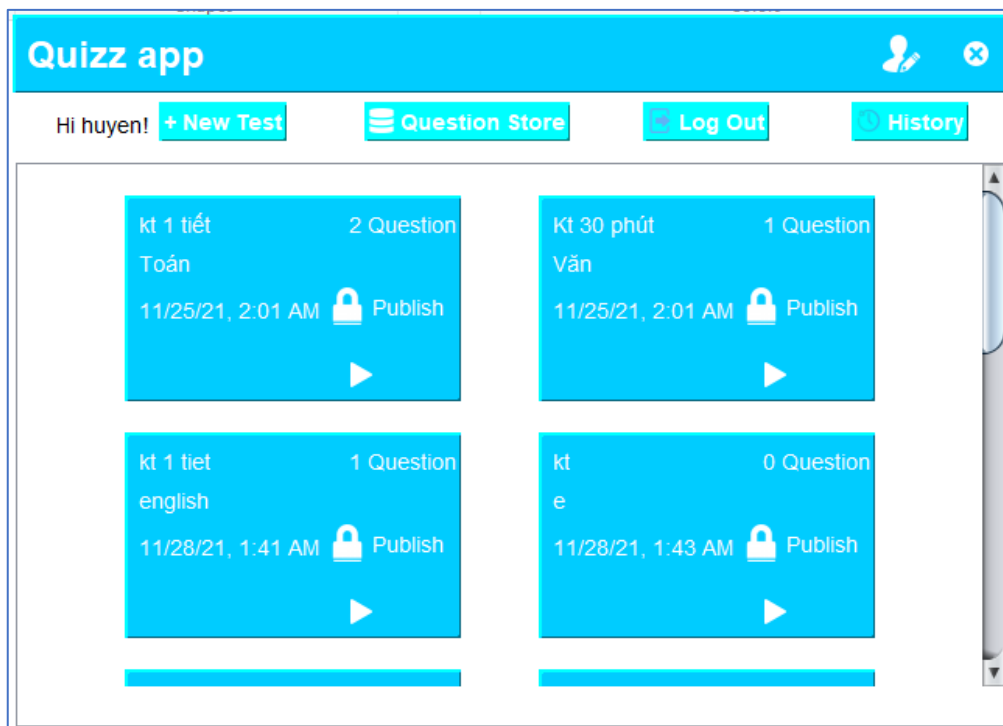 Quizz app
Hi huyen! + New Test Question Store Log Out History
kt 1 tiết 2 Question
Toán
11/25/21, 2:01 AM Publish
Kt 30 phút 1 Question
Văn
11/25/21, 2:01 AM Publish
kt 1 tiet 1 Question
english
11/28/21, 1:41 AM Publish
kt 0 Question
e
11/28/21, 1:43 AM Publish